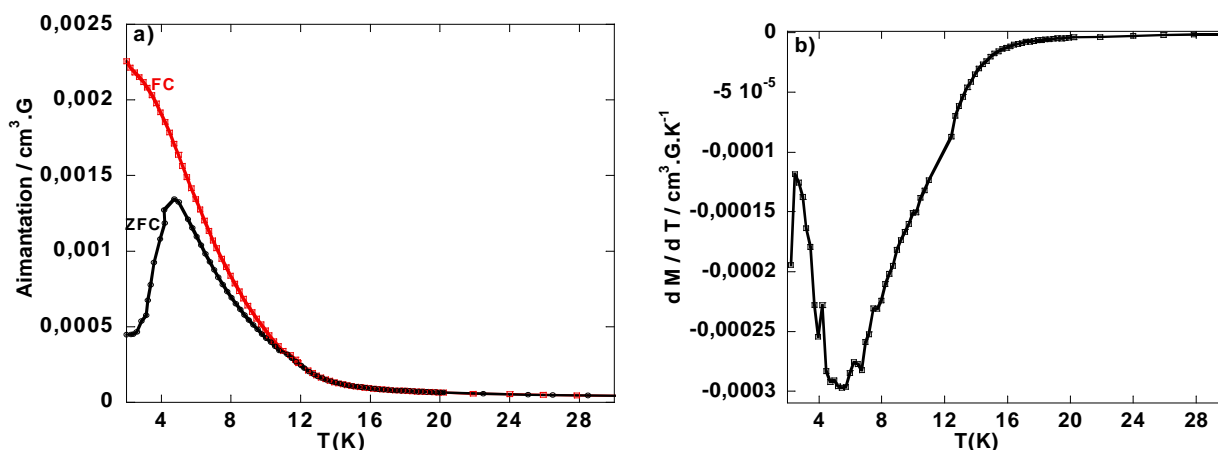 a)
0,0025
0,002
0,0015
0,001
0,0005
0
Aimantation / cm³.G
FC
ZFC
4 8 12 16 20 24 28
T(K)
b)
0
-5 10⁻⁵
-0,0001
-0,00015
-0,0002
-0,00025
-0,0003
d M / d T / cm³.G.K⁻¹
4 8 12 16 20 24 28
T(K)